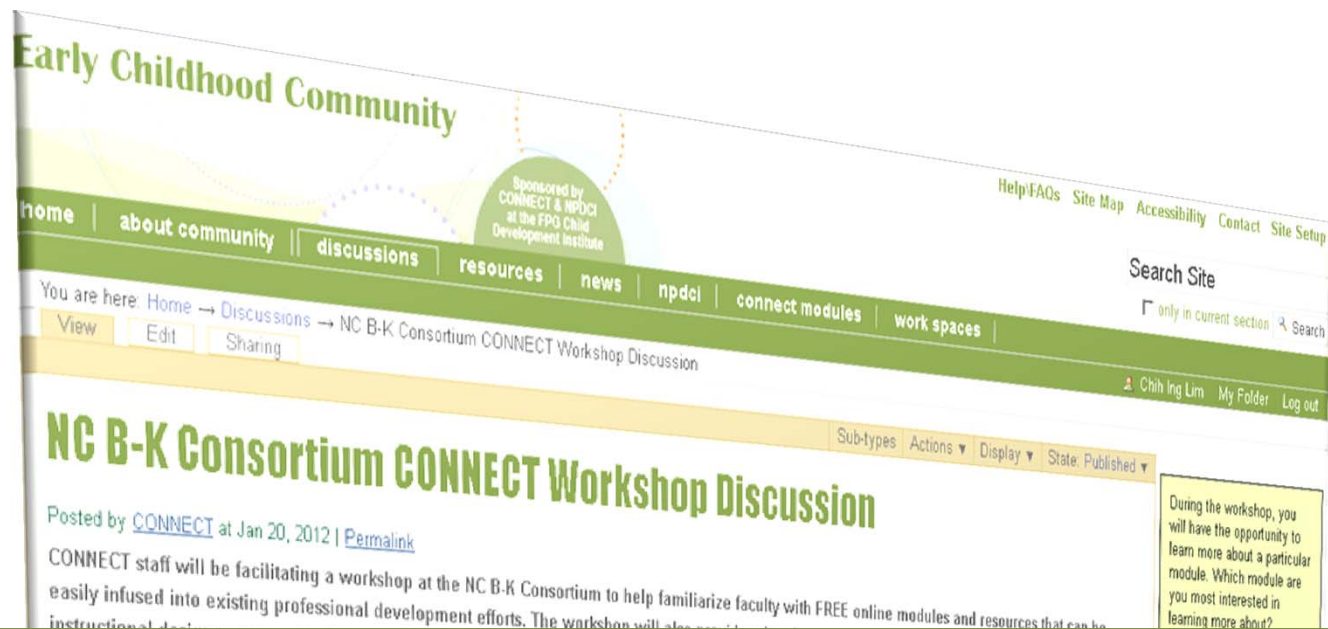 Early Childhood Community
Sponsored by
CONNECT & NPDCI
at the FPG Child
Development Institute
Help\FAQs Site Map Accessibility Contact Site Setup
Search Site
only in current section Search
home | about community || discussions | resources | news | npdci | connect modules | work spaces |
Chih Ing Lim My Folder Log out
You are here: Home → Discussions → NC B-K Consortium CONNECT Workshop Discussion
View Edit Sharing
Sub-types Actions ▼ Display ▼ State: Published ▼
NC B-K Consortium CONNECT Workshop Discussion
Posted by CONNECT at Jan 20, 2012 | Permalink
CONNECT staff will be facilitating a workshop at the NC B-K Consortium to help familiarize faculty with FREE online modules and resources that can be
easily infused into existing professional development efforts. The workshop will also
instructional
During the workshop, you
will have the opportunity to
learn more about a particular
module. Which module are
you most interested in
learning more about?